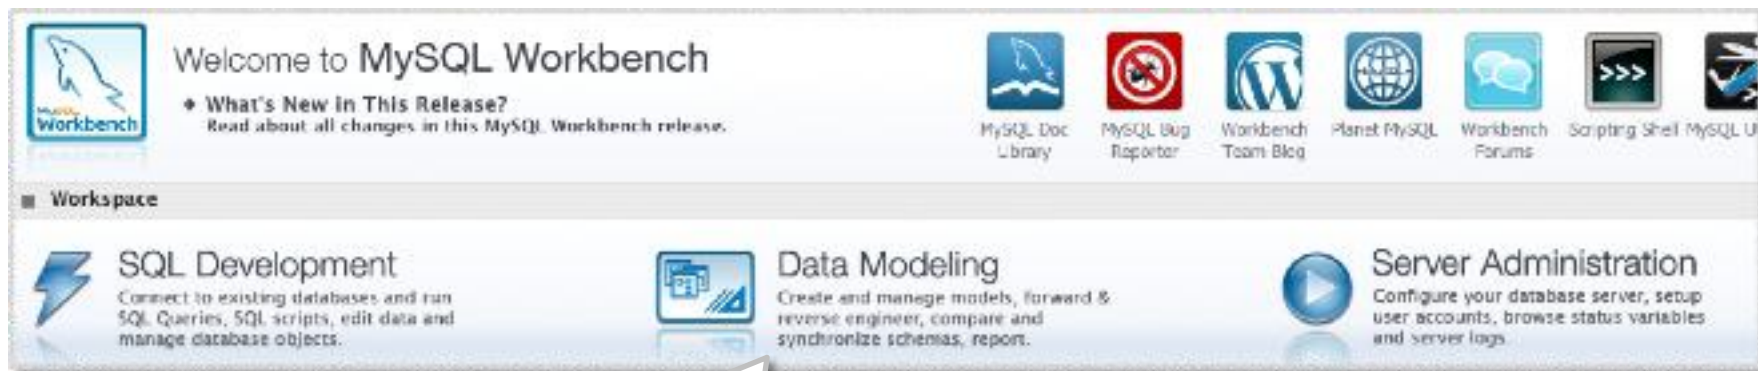 MySQL
Workbench
Welcome to MySQL Workbench
What's New in This Release?
Read about all changes in this MySQL Workbench release.
MySQL Doc
Library
MySQL Bug
Reporter
Workbench
Team Blog
Planet MySQL
Workbench
Forums
>>>
Scripting Shell
MySQL U
Workspace
SQL Development
Connect to existing databases and run
SQL Queries, SQL scripts, edit data and
manage database objects.
Data Modeling
Create and manage models, forward &
reverse engineer, compare and
synchronize schemas, report.
Server Administration
Configure your database server, setup
user accounts, browse status variables
and server logs.